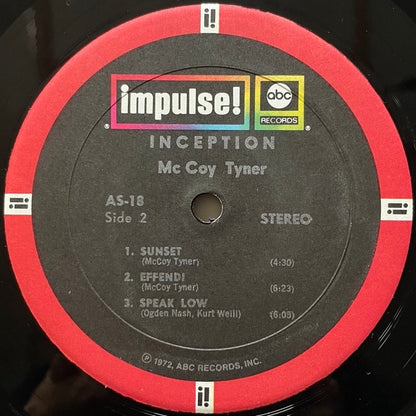 impulse! abc RECORDS
INCEPTION
Mc Coy Tyner
AS-18
Side 2 STEREO
1. SUNSET
(McCoy Tyner) (4:30)
2. EFFENDI
(McCoy Tyner) (6:23)
3. SPEAK LOW
(Ogden Nash, Kurt Weill) (6:05)
℗ 1972, ABC RECORDS, INC.